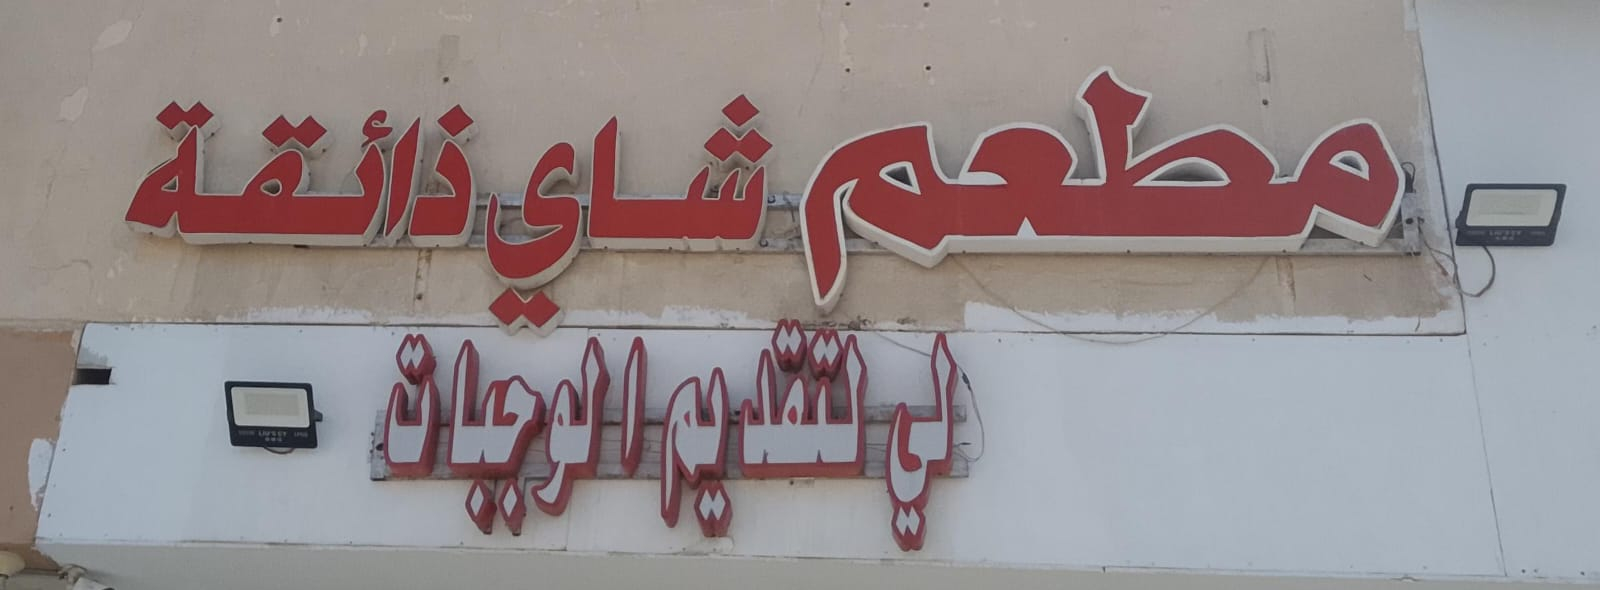 مطعم شاي ذائقة
لي لتقديم الوجبات